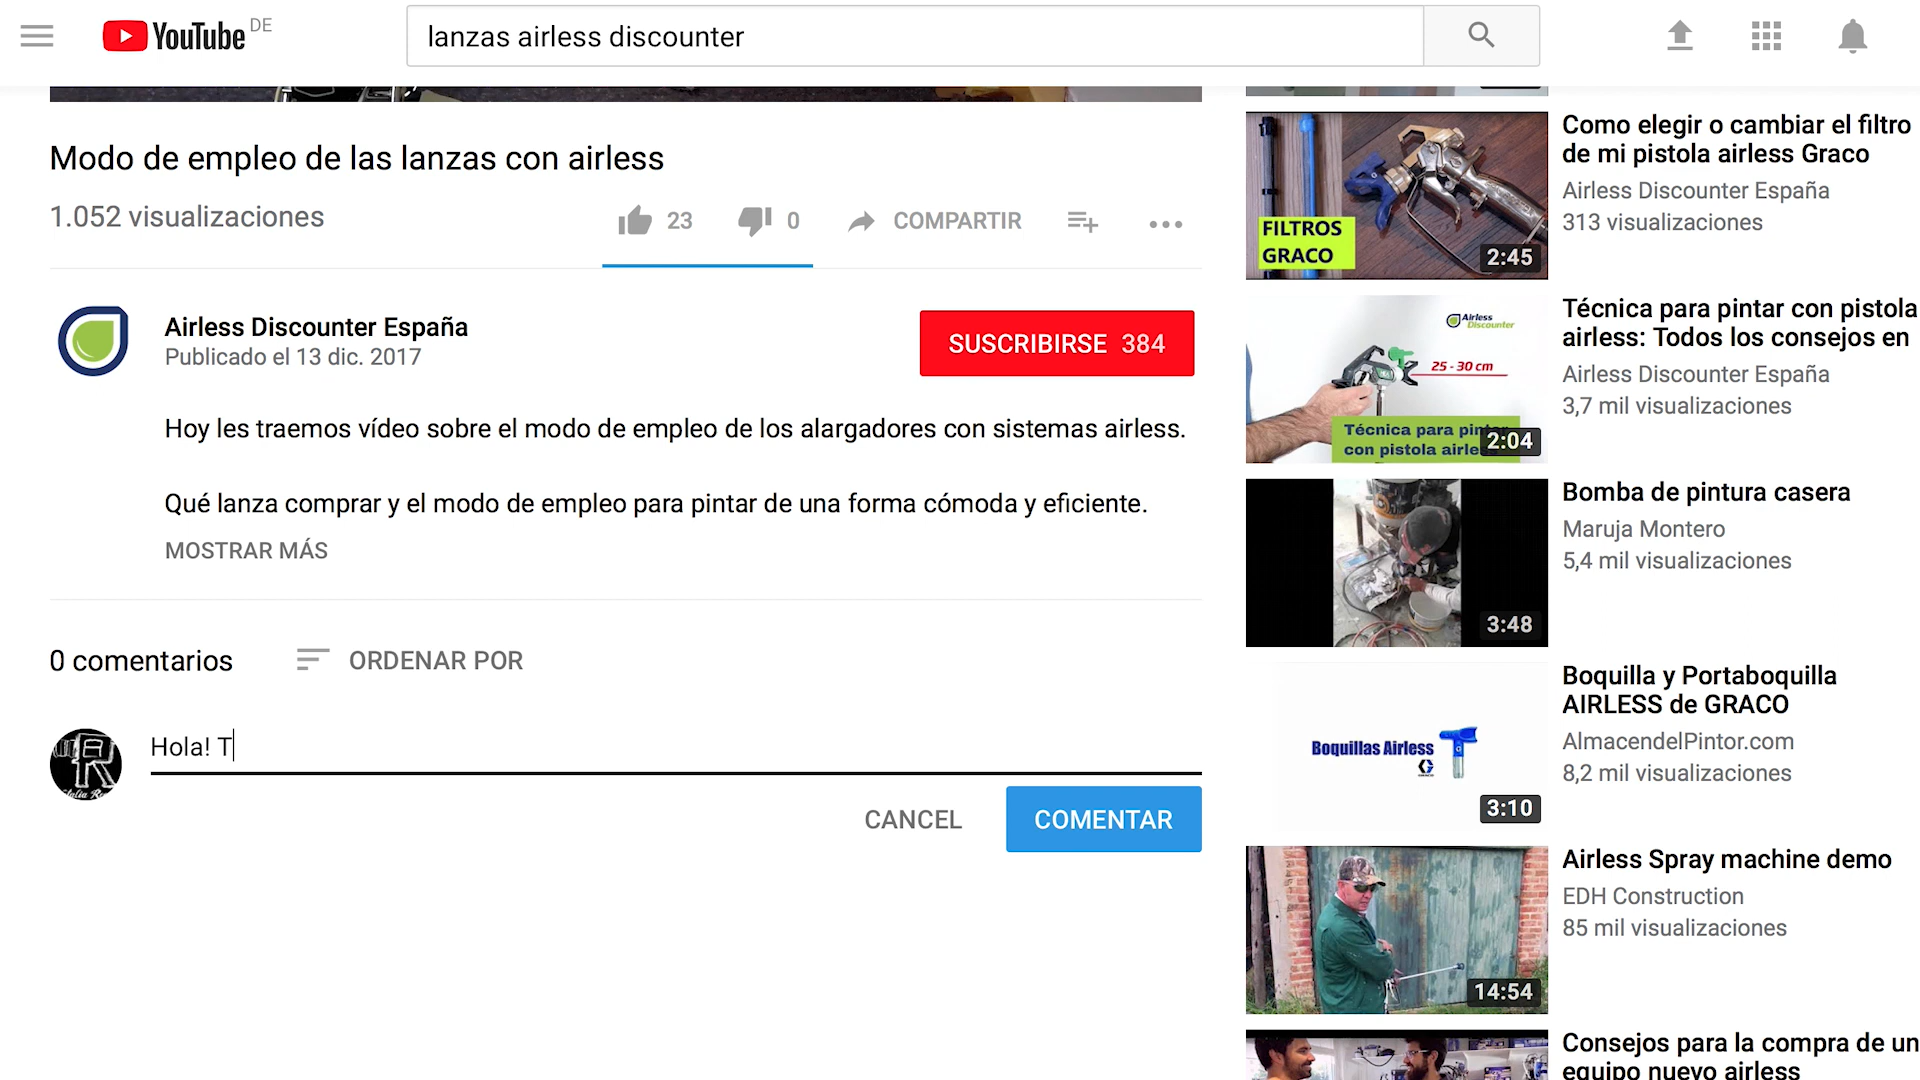 YouTube DE
lanzas airless discounter
Modo de empleo de las lanzas con airless
1.052 visualizaciones
23
0
COMPARTIR
Airless Discounter España
Publicado el 13 dic. 2017
SUSCRIBIRSE 384
Hoy les traemos vídeo sobre el modo de empleo de los alargadores con sistemas airless.
Qué lanza comprar y el modo de empleo para pintar de una forma cómoda y eficiente.
MOSTRAR MÁS
0 comentarios
ORDENAR POR
Hola! T
CANCEL
COMENTAR
FILTROS
GRACO
2:45
Como elegir o cambiar el filtro
de mi pistola airless Graco
Airless Discounter España
313 visualizaciones
Airless
Discounter
25 - 30 cm
Técnica para
con pistola
2:04
Técnica para pintar con pistola
airless: Todos los consejos en
Airless Discounter España
3,7 mil visualizaciones
3:48
Bomba de pintura casera
Maruja Montero
5,4 mil visualizaciones
Boquillas Airless
3:10
Boquilla y Portaboquilla
AIRLESS de GRACO
AlmacendelPintor.com
8,2 mil visualizaciones
14:54
Airless Spray machine demo
EDH Construction
85 mil visualizaciones
Consejos para la compra de un
equipo nuevo airless